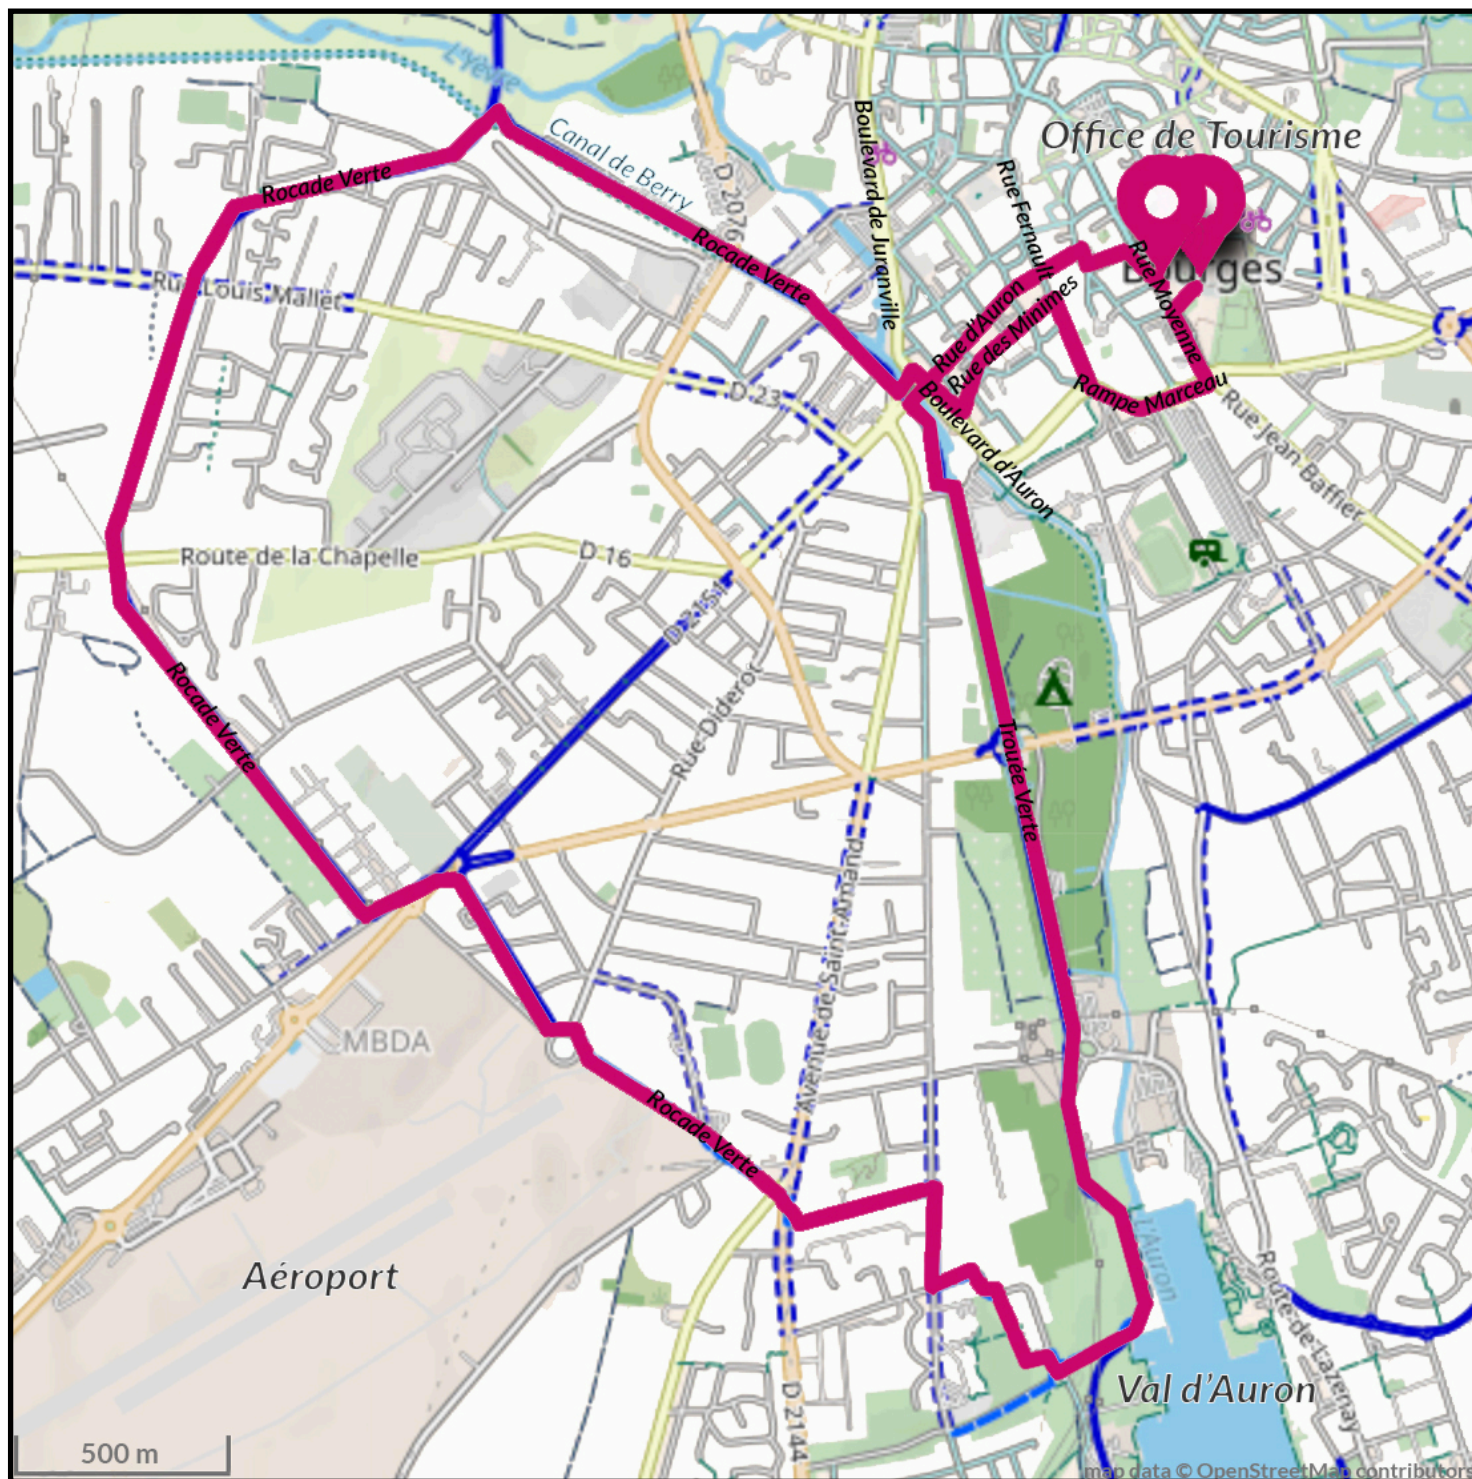 L'Yèvre
Canal de Berry
D 2076
Boulevard de Juranville
Office de Tourisme
Rocade Verte
Rue Fernault
Rocade Verte
Bourges
Rue Moyenne
Rue Louis Mallet
Rue d'Auron
Rue des Minimes
D 23
Rampe Marceau
Boulevard d'Auron
Rue Jean Baffier
Route de la Chapelle
D 16
D 2151
Rue Diderot
Rocade Verte
Trouée Verte
Avenue de Saint-Amand
MBDA
Rocade Verte
Aéroport
L'Auron
Route de Lazenay
Val d'Auron
D 2144
500 m
map data © OpenStreetMap contributors